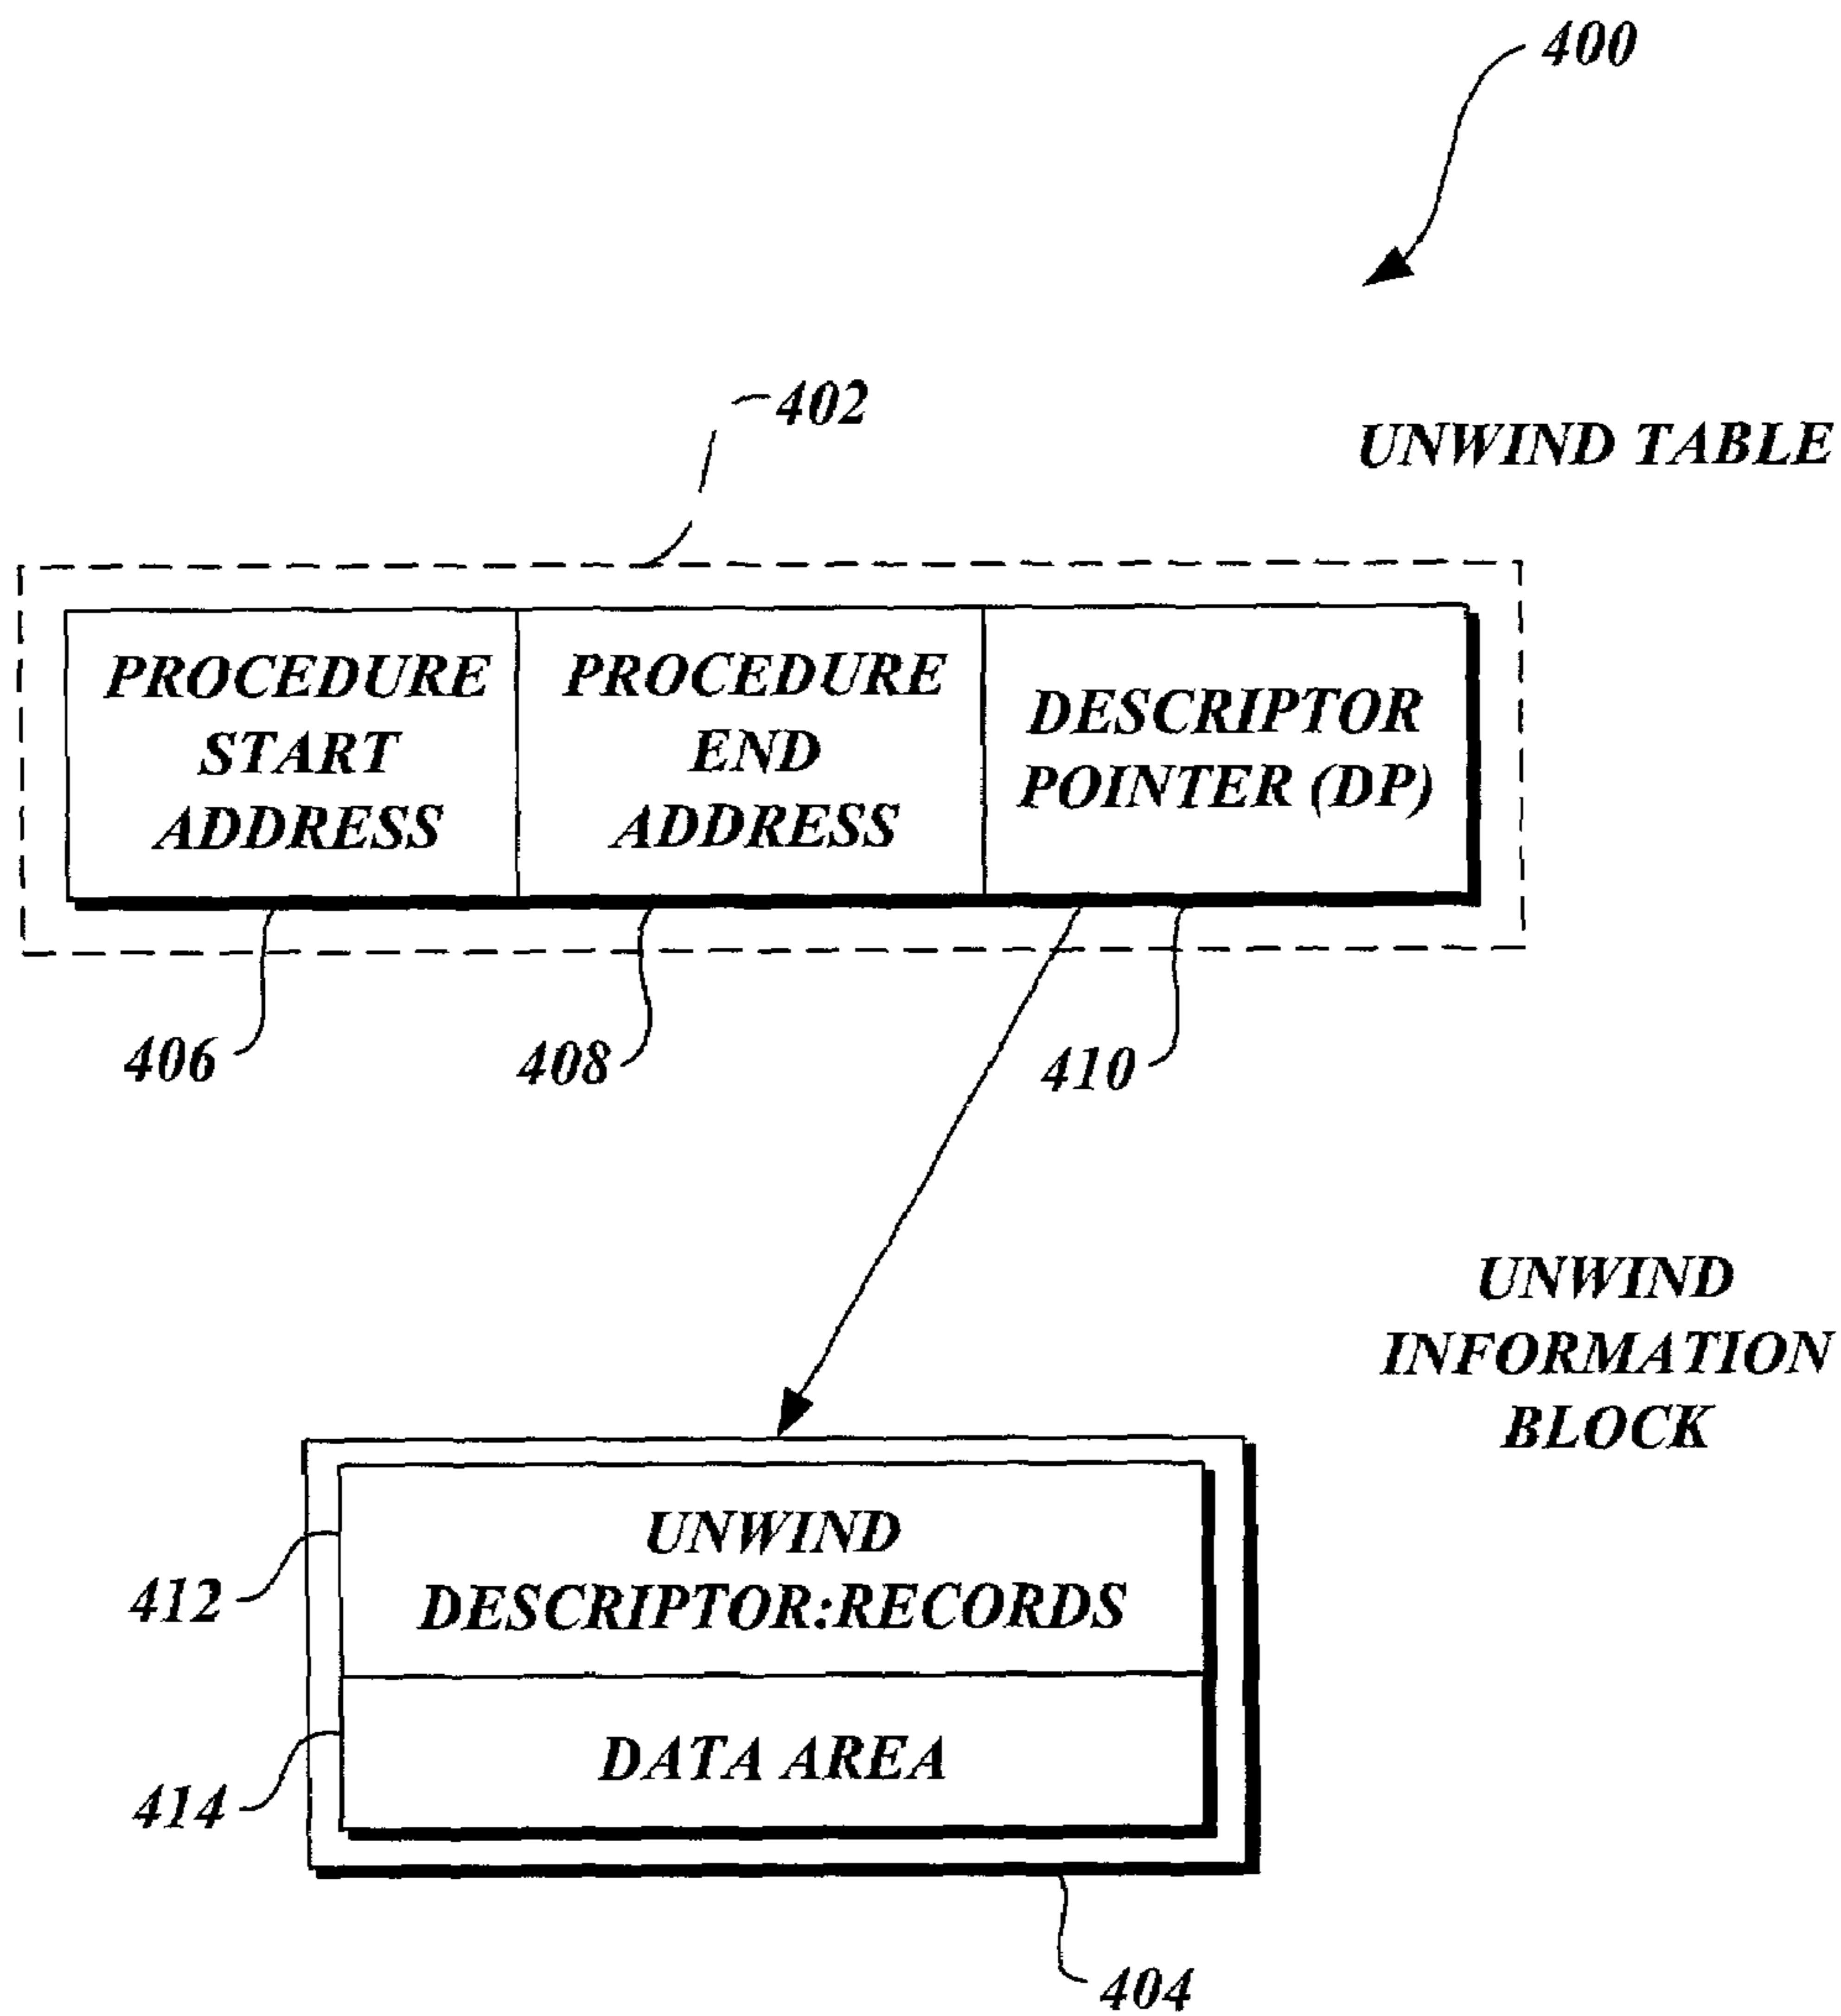 400
402
UNWIND TABLE
PROCEDURE
START
ADDRESS
PROCEDURE
END
ADDRESS
DESCRIPTOR
POINTER (DP)
406
408
410
UNWIND
INFORMATION
BLOCK
UNWIND
DESCRIPTOR:RECORDS
412
DATA AREA
414
404